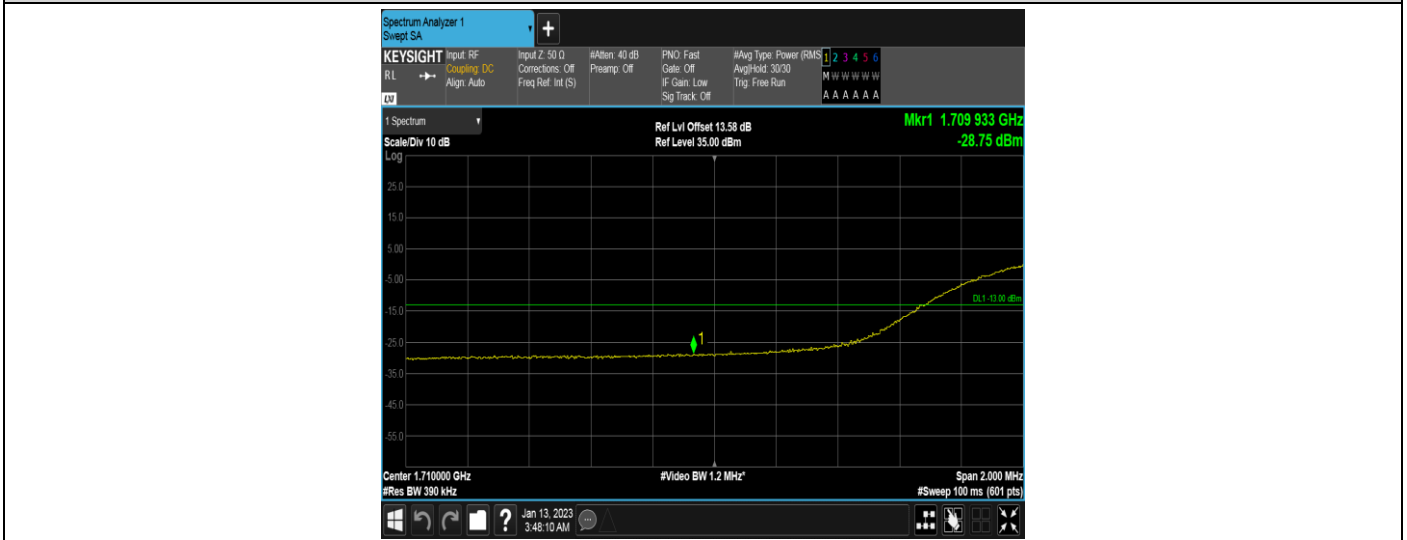 Spectrum Analyzer 1
Swept SA
+
KEYSIGHT
RL
LXI
Input: RF
Coupling: DC
Align: Auto
Input Z: 50 Ω
Corrections: Off
Freq Ref: Int (S)
#Atten: 40 dB
Preamp: Off
PNO: Fast
Gate: Off
IF Gain: Low
Sig Track: Off
#Avg Type: Power (RMS
Avg|Hold: 30/30
Trig: Free Run
1 2 3 4 5 6
M W W W W W
A A A A A A
1 Spectrum
Scale/Div 10 dB
Ref Lvl Offset 13.58 dB
Ref Level 35.00 dBm
Mkr1 1.709 933 GHz
-28.75 dBm
Log
25.0
15.0
5.00
-5.00
-15.0
-25.0
-35.0
-45.0
-55.0
DL1 -13.00 dBm
1
Center 1.710000 GHz
#Res BW 390 kHz
#Video BW 1.2 MHz*
Span 2.000 MHz
#Sweep 100 ms (601 pts)
?
Jan 13, 2023
3:48:10 AM